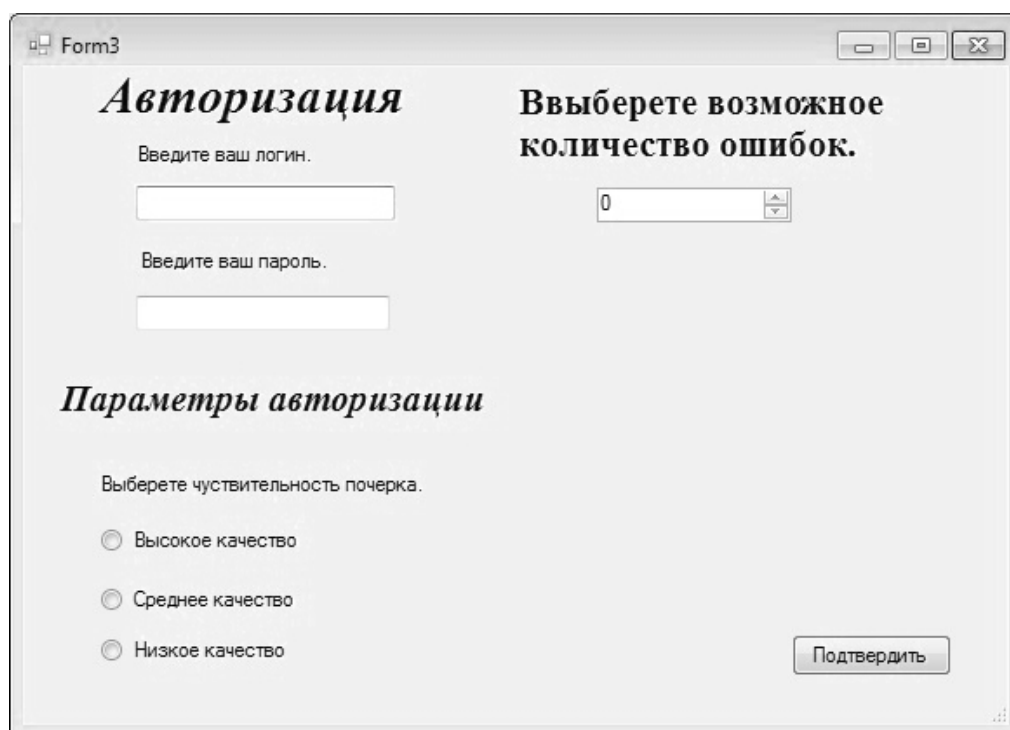 Form3
Авторизация
Введите ваш логин.
Введите ваш пароль.
Ввыберете возможное
количество ошибок.
0
Параметры авторизации
Выберете чуствительность почерка.
Высокое качество
Среднее качество
Низкое качество
Подтвердить